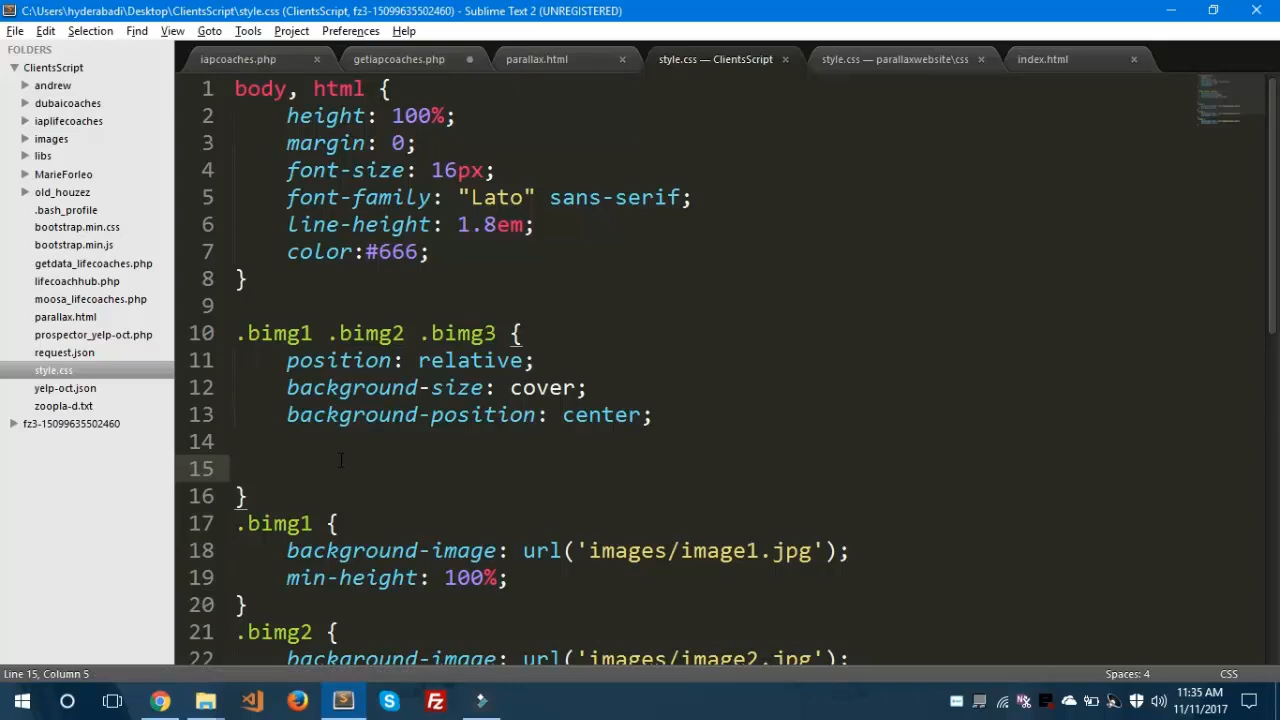 C:\Users\hyderabadi\Desktop\ClientsScript\style.css (ClientsScript, fz3-15099635502460) - Sublime Text 2 (UNREGISTERED)
File Edit Selection Find View Goto Tools Project Preferences Help
FOLDERS
ClientsScript
andrew
dubaicoaches
iaplifecoaches
images
libs
MarieForleo
old_houzez
.bash_profile
bootstrap.min.css
bootstrap.min.js
getdata_lifecoaches.php
lifecoachhub.php
moosa_lifecoaches.php
parallax.html
prospector_yelp-oct.php
request.json
style.css
yelp-oct.json
zoopla-d.txt
fz3-15099635502460
iapcoaches.php × getiapcoaches.php parallax.html × style.css — ClientsScript × style.css — parallaxwebsite\css × index.html ×
1 body, html {
2 height: 100%;
3 margin: 0;
4 font-size: 16px;
5 font-family: "Lato" sans-serif;
6 line-height: 1.8em;
7 color:#666;
8 }
9
10 .bimg1 .bimg2 .bimg3 {
11 position: relative;
12 background-size: cover;
13 background-position: center;
14
15
16 }
17 .bimg1 {
18 background-image: url('images/image1.jpg');
19 min-height: 100%;
20 }
21 .bimg2 {
22 background-image: url('images/image2.jpg');
Line 15, Column 5 Spaces: 4 CSS
11:35 AM
11/11/2017